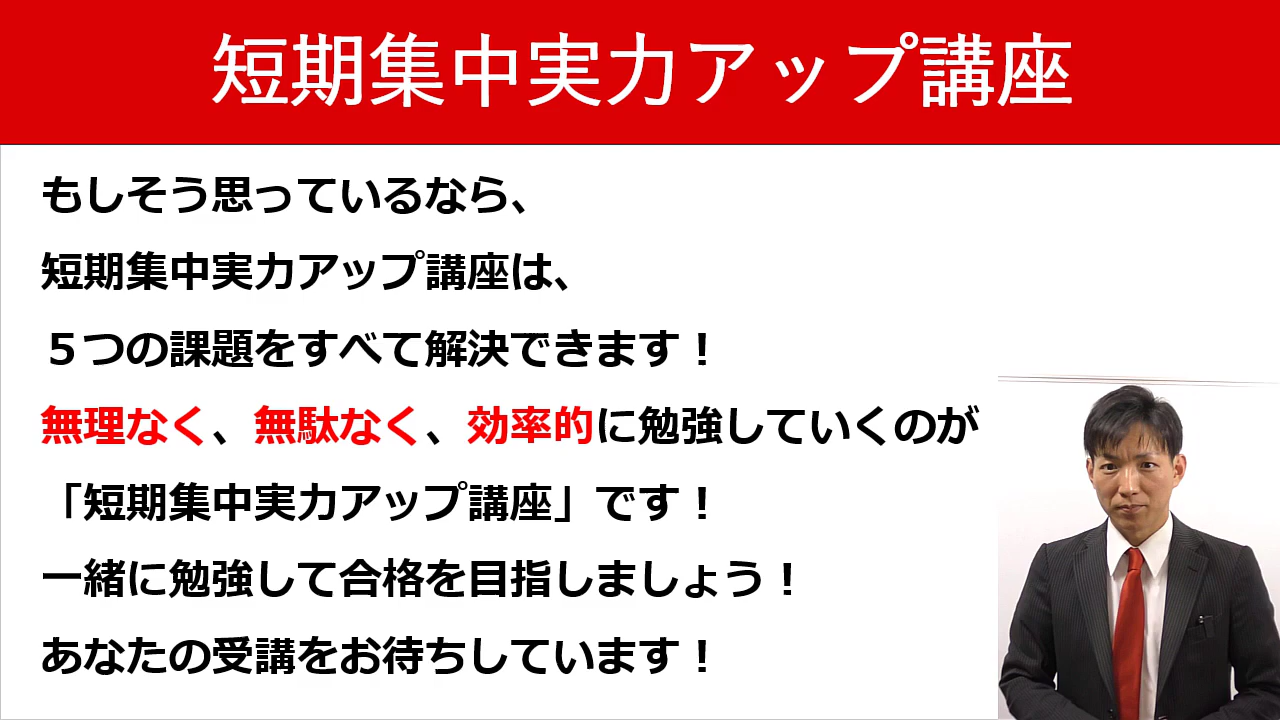 短期集中実力アップ講座
もしそう思っているなら、
短期集中実力アップ講座は、
５つの課題をすべて解決できます！
無理なく、無駄なく、効率的に勉強していくのが
「短期集中実力アップ講座」です！
一緒に勉強して合格を目指しましょう！
あなたの受講をお待ちしています！